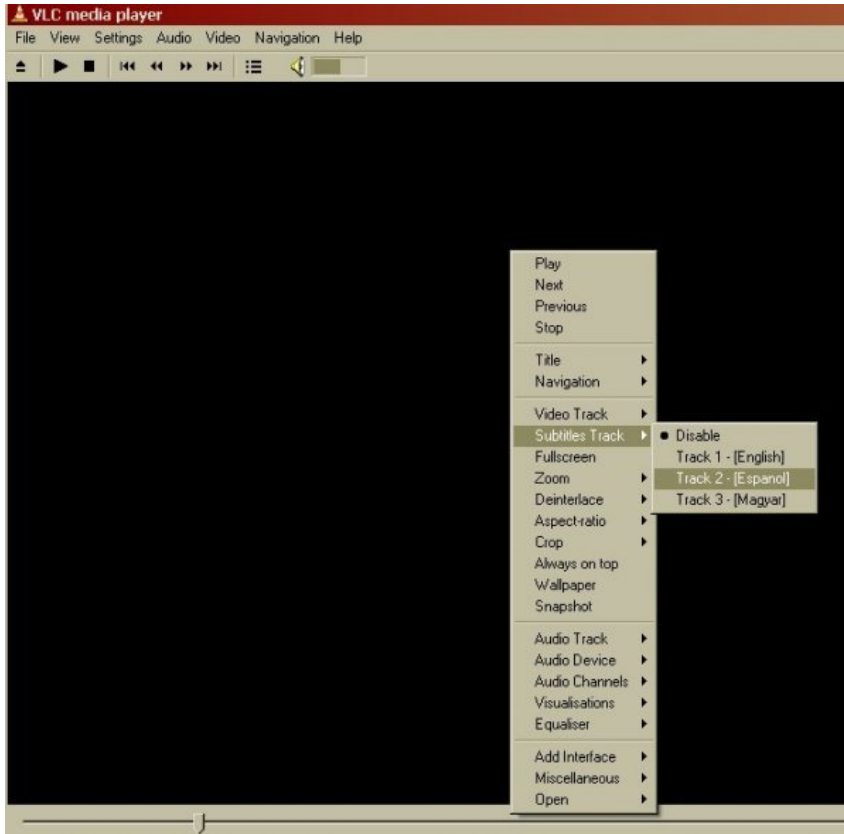 VLC media player
File View Settings Audio Video Navigation Help
Play
Next
Previous
Stop
Title
Navigation
Video Track
Subtitles Track
Fullscreen
Zoom
Deinterlace
Aspect-ratio
Crop
Always on top
Wallpaper
Snapshot
Audio Track
Audio Device
Audio Channels
Visualisations
Equaliser
Add Interface
Miscellaneous
Open
Disable
Track 1 - [English]
Track 2 - [Espanol]
Track 3 - [Magyar]